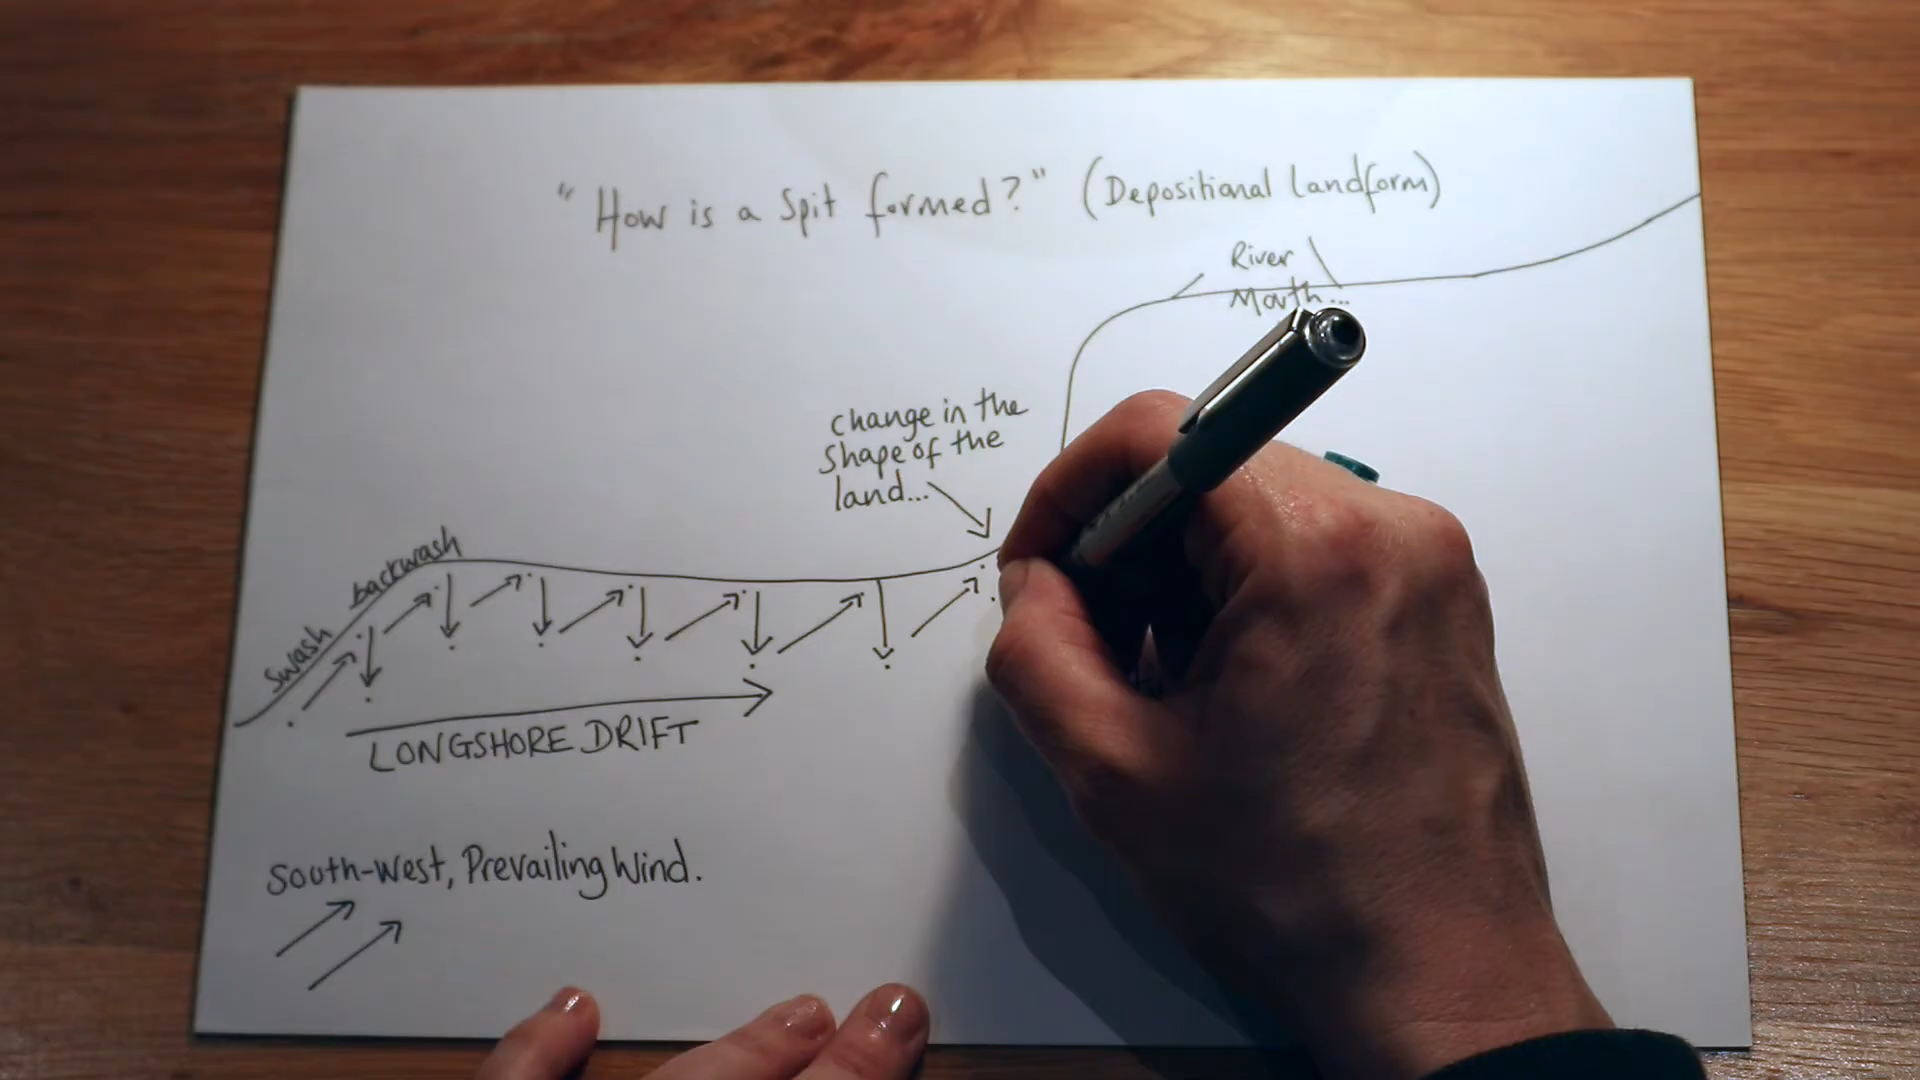 "How is a Spit formed?" (Depositional landform)
River
Mouth...
change in the
shape of the
land...
backwash
swash
LONGSHORE DRIFT
South-West, Prevailing Wind.